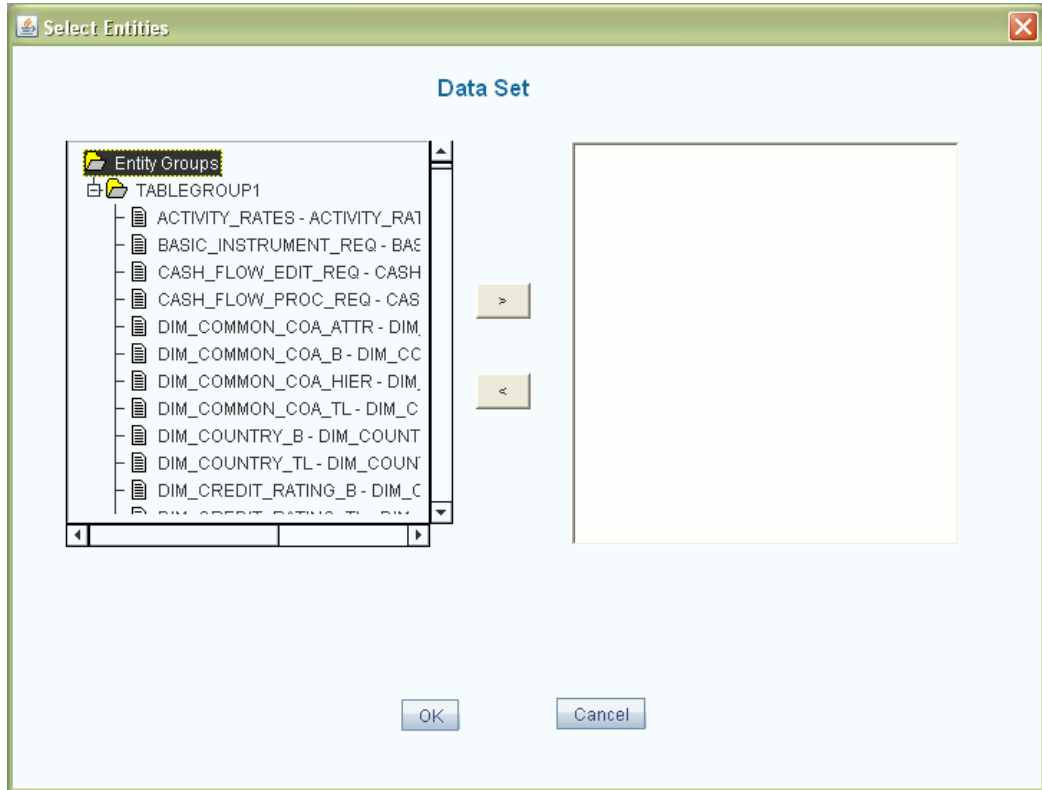 Select Entities
Data Set
Entity Groups
TABLEGROUP1
ACTIVITY_RATES - ACTIVITY_RAT
BASIC_INSTRUMENT_REQ - BAS
CASH_FLOW_EDIT_REQ - CASH
CASH_FLOW_PROC_REQ - CAS
DIM_COMMON_COA_ATTR - DIM_
DIM_COMMON_COA_B - DIM_CC
DIM_COMMON_COA_HIER - DIM_
DIM_COMMON_COA_TL - DIM_C
DIM_COUNTRY_B - DIM_COUNT
DIM_COUNTRY_TL - DIM_COUN
DIM_CREDIT_RATING_B - DIM_C
>
<
OK
Cancel